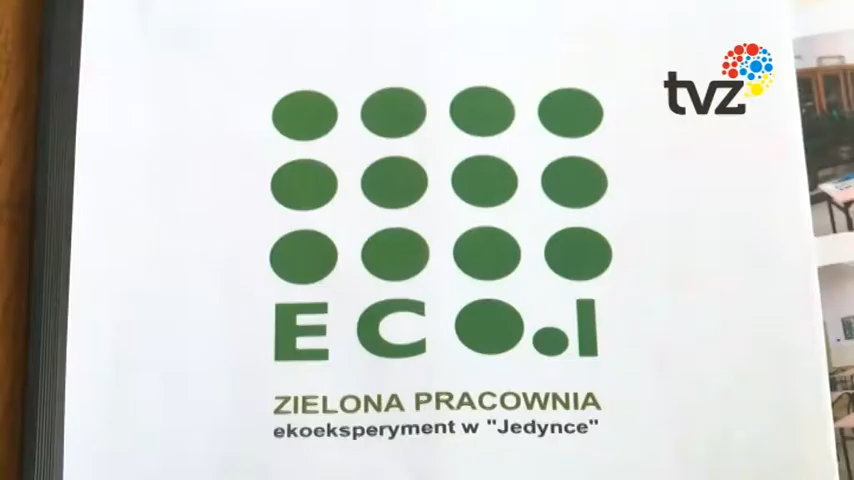 tvz
ECO.I
ZIELONA PRACOWNIA
ekoeksperyment w "Jedynce"